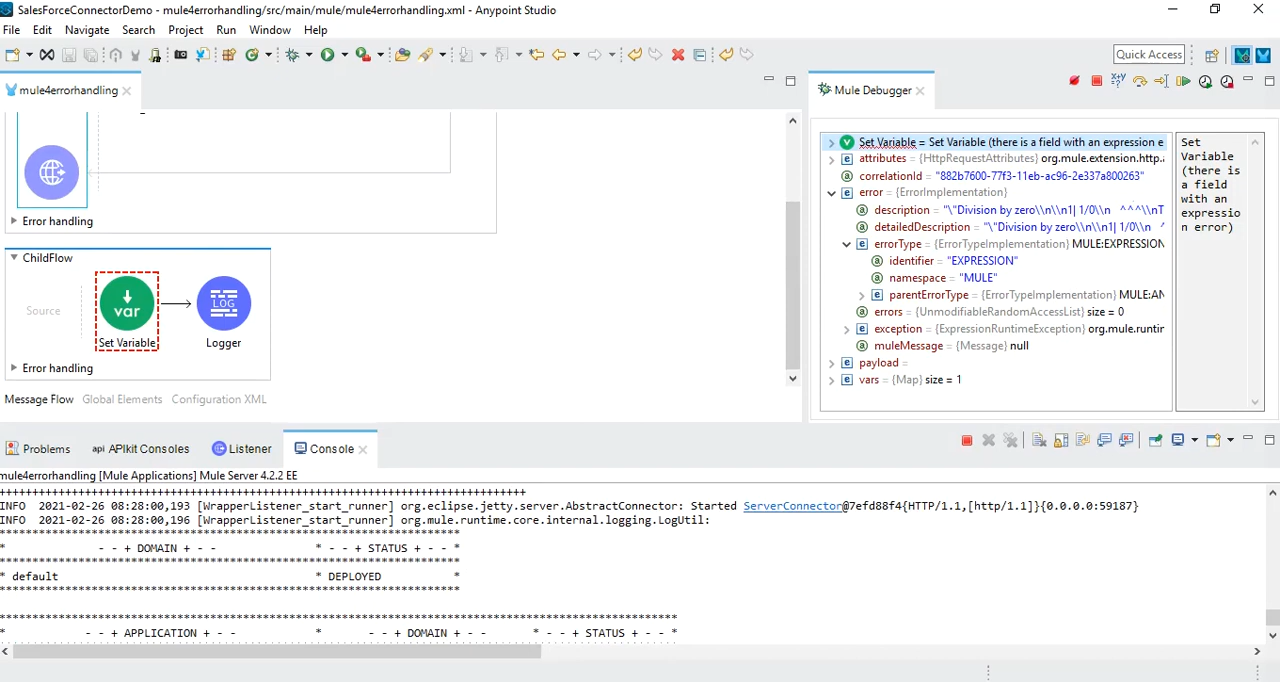 SalesForceConnectorDemo - mule4errorhandling/src/main/mule/mule4errorhandling.xml - Anypoint Studio
File Edit Navigate Search Project Run Window Help
Quick Access
mule4errorhandling
Error handling
ChildFlow
Source
var
LOG
Set Variable
Logger
Error handling
Message Flow Global Elements Configuration XML
Mule Debugger
Set Variable = Set Variable (there is a field with an expression e
attributes = {HttpRequestAttributes} org.mule.extension.http.
correlationId = "882b7600-77f3-11eb-ac96-2e337a800263"
error = {ErrorImplementation}
description = "\"Division by zero\\n\\n1| 1/0\\n ^^^\\nT
detailedDescription = "\"Division by zero\\n\\n1| 1/0\\n ^
errorType = {ErrorTypeImplementation} MULE:EXPRESSION
identifier = "EXPRESSION"
namespace = "MULE"
parentErrorType = {ErrorTypeImplementation} MULE:AN
errors = {UnmodifiableRandomAccessList} size = 0
exception = {ExpressionRuntimeException} org.mule.runtin
muleMessage = {Message} null
payload =
vars = {Map} size = 1
Set
Variable
(there is
a field
with an
expressio
n error)
Problems api APIkit Consoles Listener Console
mule4errorhandling [Mule Applications] Mule Server 4.2.2 EE
++++++++++++++++++++++++++++++++++++++++++++++++++++++++++++++++++++++++++++++++
INFO 2021-02-26 08:28:00,193 [WrapperListener_start_runner] org.eclipse.jetty.server.AbstractConnector: Started ServerConnector@7efd88f4{HTTP/1.1,[http/1.1]}{0.0.0.0:59187}
INFO 2021-02-26 08:28:00,196 [WrapperListener_start_runner] org.mule.runtime.core.internal.logging.LogUtil:
**********************************************************************
* - - + DOMAIN + - - * - - + STATUS + - - *
**********************************************************************
* default * DEPLOYED *
**********************************************************************
*******************************************************************************************************
* - - + APPLICATION + - - * - - + DOMAIN + - - * - - + STATUS + - - *